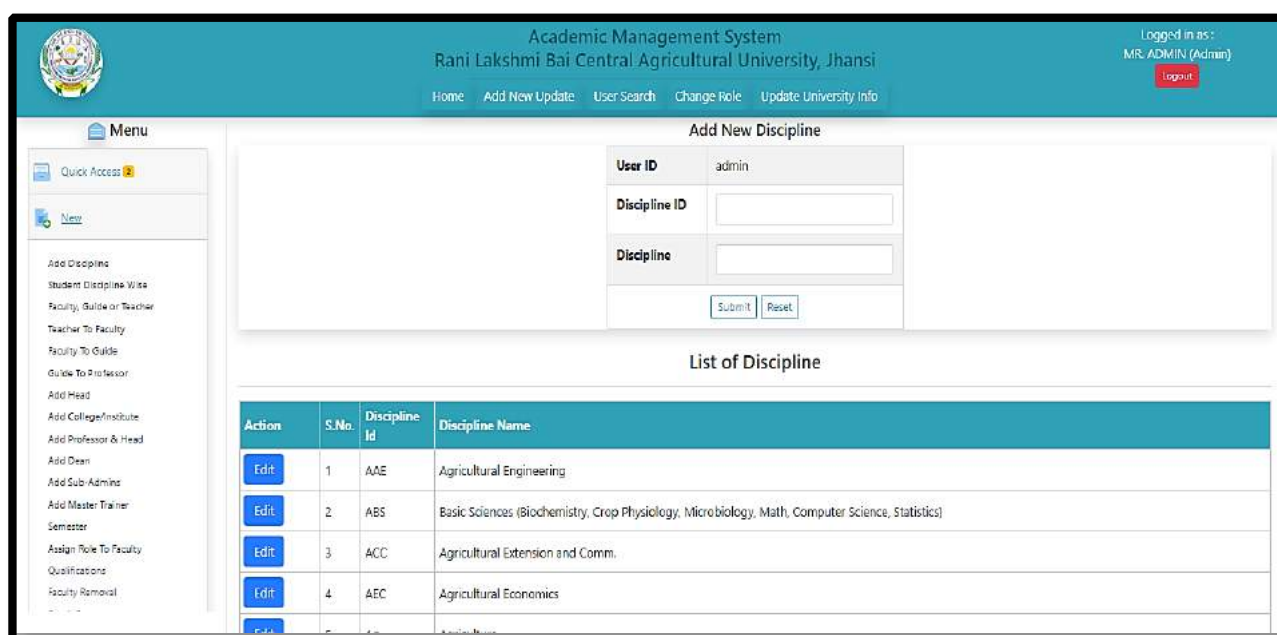 Academic Management System
Rani Lakshmi Bai Central Agricultural University, Jhansi
Logged in as :
MR. ADMIN (Admin)
Logout
Home Add New Update User Search Change Role Update University Info
Menu
Quick Access 2
New
Add Discipline
Student Discipline Wise
Faculty, Guide or Teacher
Teacher To Faculty
Faculty To Guide
Guide To Professor
Add Head
Add College/Institute
Add Professor & Head
Add Dean
Add Sub-Admins
Add Master Trainer
Semester
Assign Role To Faculty
Qualifications
Faculty Removal
Add New Discipline
User ID admin
Discipline ID
Discipline
Submit Reset
List of Discipline
Action S.No. Discipline Id Discipline Name
Edit 1 AAE Agricultural Engineering
Edit 2 ABS Basic Sciences (Biochemistry, Crop Physiology, Microbiology, Math, Computer Science, Statistics)
Edit 3 ACC Agricultural Extension and Comm.
Edit 4 AEC Agricultural Economics